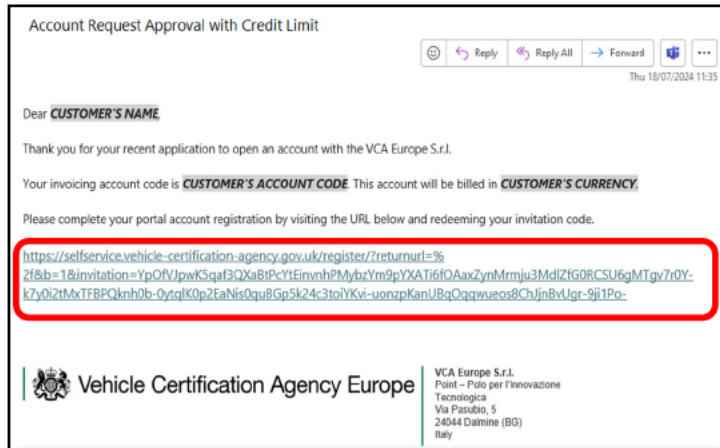 Account Request Approval with Credit Limit
Reply Reply All Forward
Thu 18/07/2024 11:35
Dear CUSTOMER'S NAME,
Thank you for your recent application to open an account with the VCA Europe S.r.l.
Your invoicing account code is CUSTOMER'S ACCOUNT CODE. This account will be billed in CUSTOMER'S CURRENCY.
Please complete your portal account registration by visiting the URL below and redeeming your invitation code.
https://selfservice.vehicle-certification-agency.gov.uk/register/?returnurl=%
2f&b=1&invitation=YpOfVJpwK5qaf3QXaBtPcYtEinvnhPMybzYm9pYXATi6fOAaxZynMrmju3MdlZfG0RCSU6gMTgv7r0Y-
k7y0i2tMxTFBPQknh0b-0ytqlK0p2EaNis0quBGp5k24c3toiYKvi-uonzpKanUBqOqqwueos8ChJjnBvUgr-9ji1Po-
Vehicle Certification Agency Europe
VCA Europe S.r.l.
Point – Polo per l'Innovazione
Tecnologica
Via Pasubio, 5
24044 Dalmine (BG)
Italy